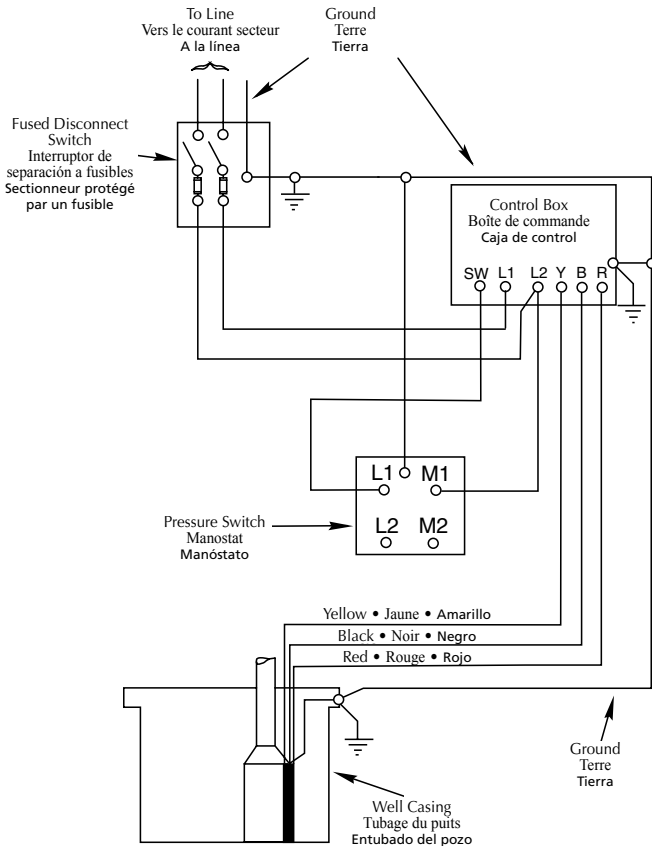 To Line
Vers le courant secteur
A la línea
Ground
Terre
Tierra
Fused Disconnect
Switch
Interruptor de
separación a fusibles
Sectionneur protégé
par un fusible
Control Box
Boîte de commande
Caja de control
SW L1 L2 Y B R
L1 M1
L2 M2
Pressure Switch
Manostat
Manóstato
Yellow • Jaune • Amarillo
Black • Noir • Negro
Red • Rouge • Rojo
Ground
Terre
Tierra
Well Casing
Tubage du puits
Entubado del pozo